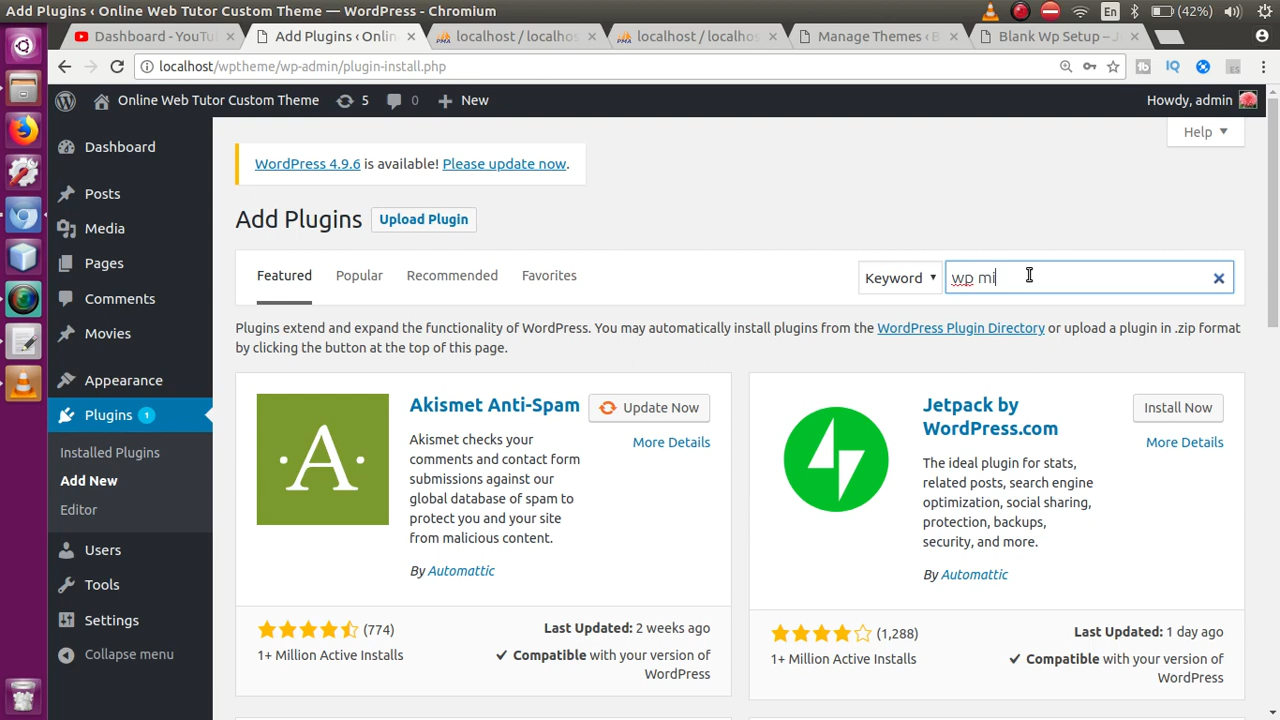 Add Plugins ‹ Online Web Tutor Custom Theme — WordPress - Chromium
En
(42%)
Dashboard - YouTu
Add Plugins ‹ Onlin
localhost / localhos
localhost / localhos
Manage Themes ‹ B
Blank Wp Setup – J
localhost/wptheme/wp-admin/plugin-install.php
Online Web Tutor Custom Theme
5
0
New
Howdy, admin
Dashboard
Posts
Media
Pages
Comments
Movies
Appearance
Plugins 1
Installed Plugins
Add New
Editor
Users
Tools
Settings
Collapse menu
Help
WordPress 4.9.6 is available! Please update now.
Add Plugins
Upload Plugin
Featured
Popular
Recommended
Favorites
Keyword
wp mi
Plugins extend and expand the functionality of WordPress. You may automatically install plugins from the WordPress Plugin Directory or upload a plugin in .zip format
by clicking the button at the top of this page.
A
Akismet Anti-Spam
Update Now
More Details
Akismet checks your
comments and contact form
submissions against our
global database of spam to
protect you and your site
from malicious content.
By Automattic
(774)
1+ Million Active Installs
Last Updated: 2 weeks ago
Compatible with your version of
WordPress
Jetpack by
WordPress.com
Install Now
More Details
The ideal plugin for stats,
related posts, search engine
optimization, social sharing,
protection, backups,
security, and more.
By Automattic
(1,288)
1+ Million Active Installs
Last Updated: 1 day ago
Compatible with your version of
WordPress